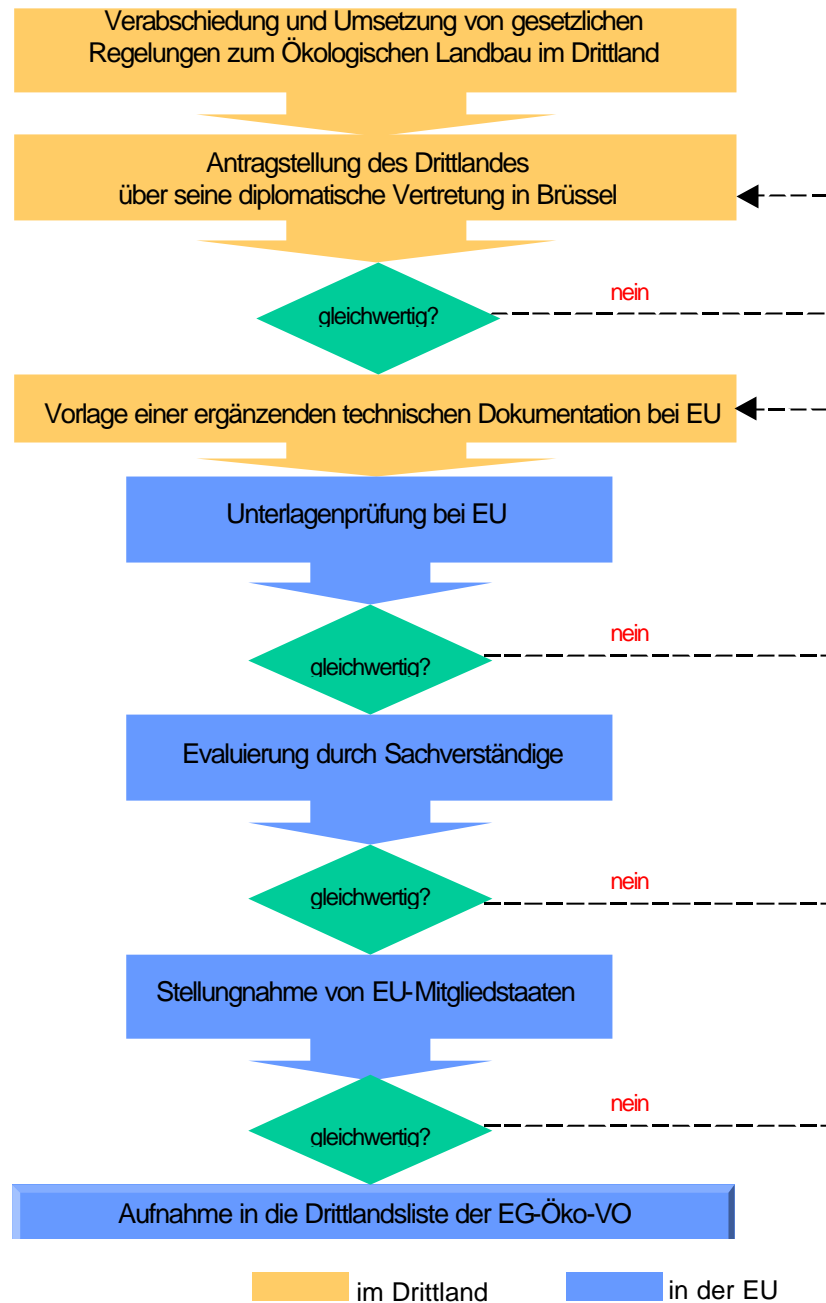 Verabschiedung und Umsetzung von gesetzlichen
Regelungen zum Ökologischen Landbau im Drittland
Antragstellung des Drittlandes
über seine diplomatische Vertretung in Brüssel
gleichwertig?
nein
Vorlage einer ergänzenden technischen Dokumentation bei EU
Unterlagenprüfung bei EU
gleichwertig?
nein
Evaluierung durch Sachverständige
gleichwertig?
nein
Stellungnahme von EU-Mitgliedstaaten
gleichwertig?
nein
Aufnahme in die Drittlandsliste der EG-Öko-VO
im Drittland
in der EU